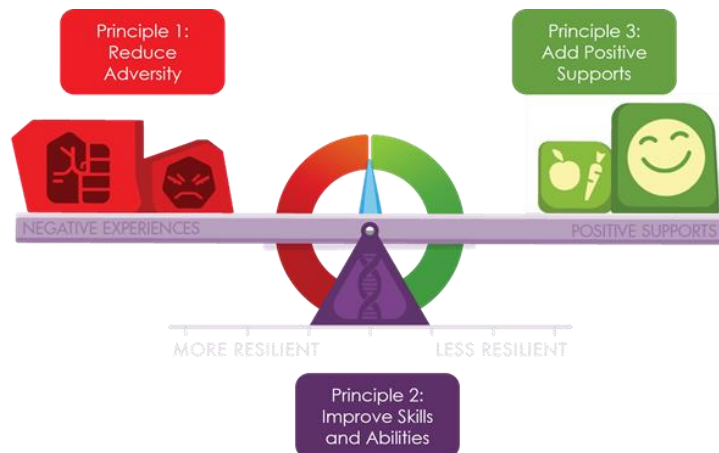 Principle 1:
Reduce
Adversity
Principle 3:
Add Positive
Supports
NEGATIVE EXPERIENCES
POSITIVE SUPPORTS
MORE RESILIENT
LESS RESILIENT
Principle 2:
Improve Skills
and Abilities